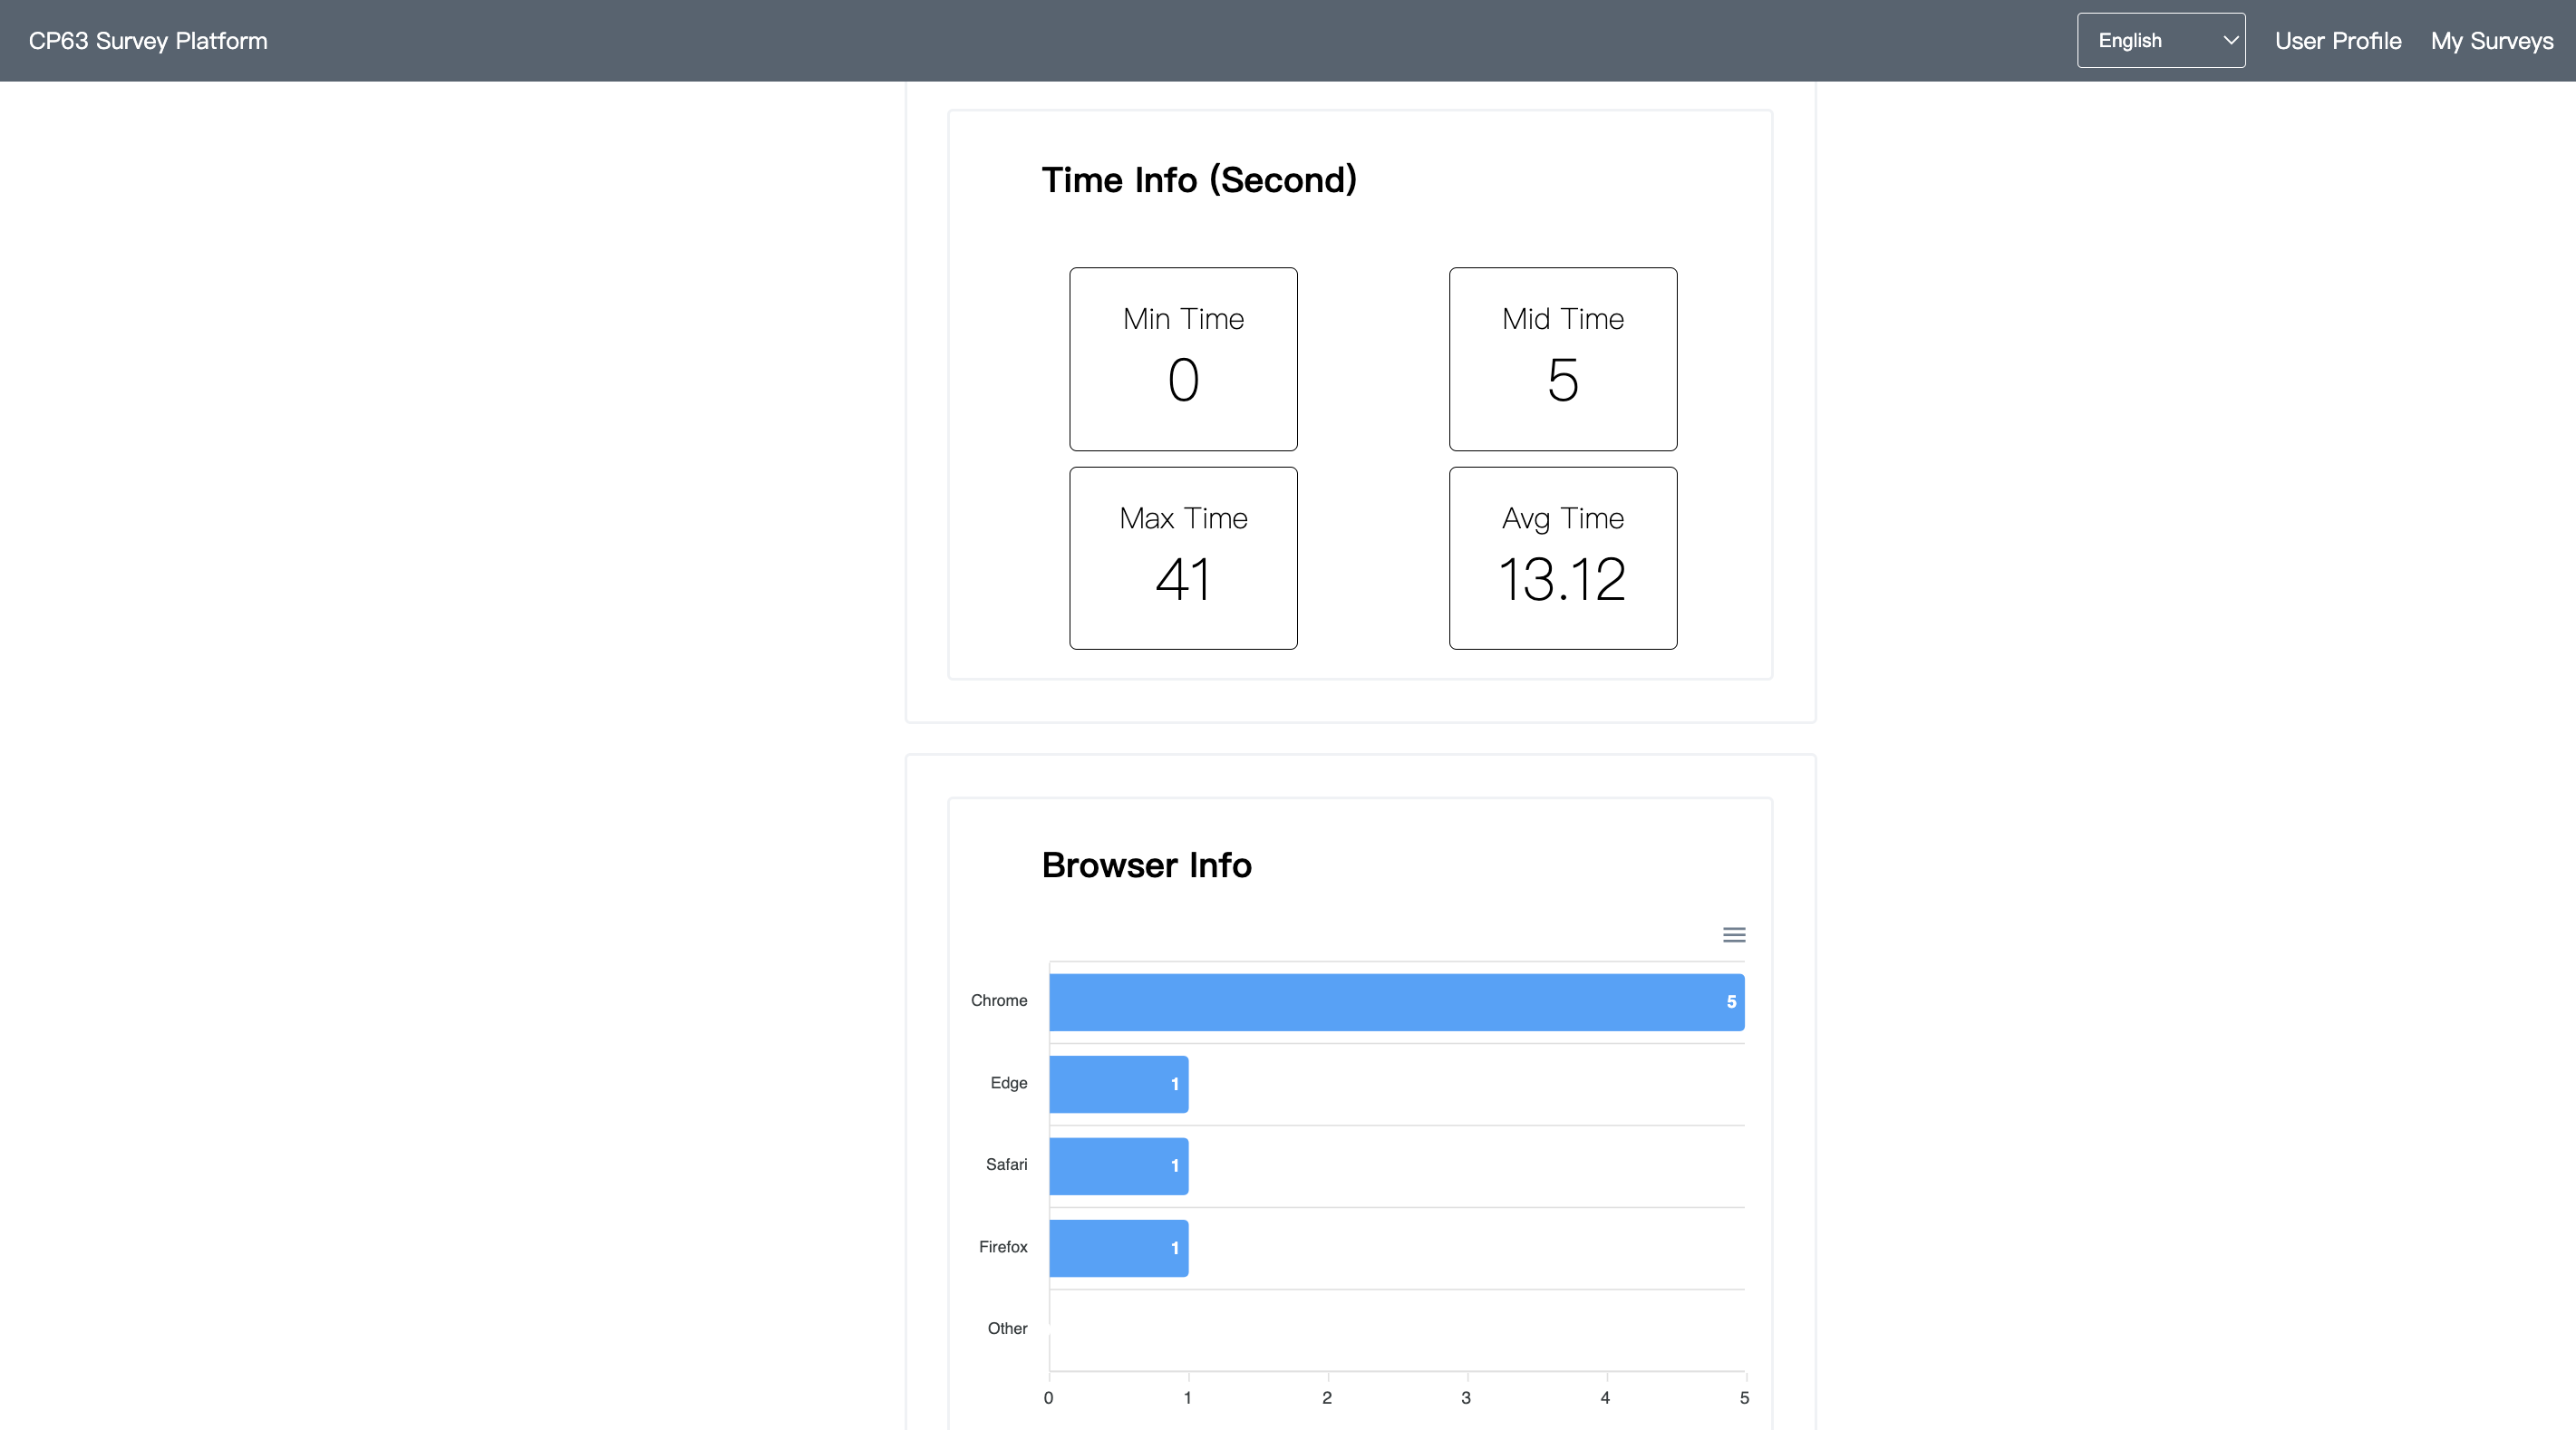 CP63 Survey Platform
English
User Profile
My Surveys
Time Info (Second)
Min Time
0
Mid Time
5
Max Time
41
Avg Time
13.12
Browser Info
Chrome
5
Edge
1
Safari
1
Firefox
1
Other
0 1 2 3 4 5